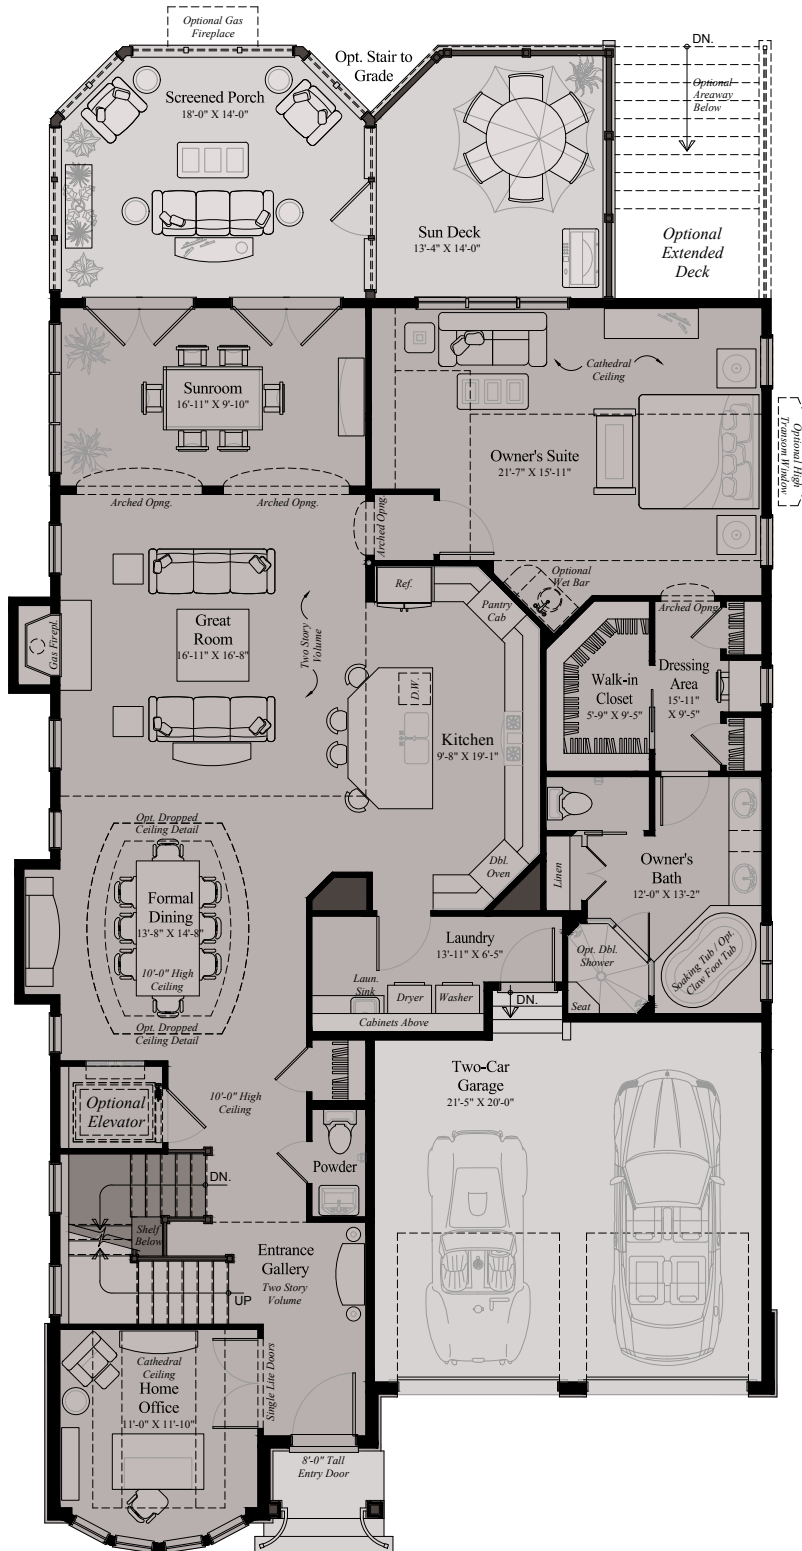 Optional Gas
Fireplace
Opt. Stair to
Grade
DN.
Optional
Areaway
Below
Screened Porch
18'-0" X 14'-0"
Sun Deck
13'-4" X 14'-0"
Optional
Extended
Deck
Cathedral
Ceiling
Sunroom
16'-11" X 9'-10"
Owner's Suite
21'-7" X 15'-11"
Optional High
Transom Window
Arched Opng.
Arched Opng.
Arched Opng
Optional
Wet Bar
Ref.
Pantry
Cab
Arched Opng
Great
Room
16'-11" X 16'-8"
Gas Firepl.
Two Story
Volume
D.W.
Walk-in
Closet
5'-9" X 9'-5"
Dressing
Area
15'-11"
X 9'-5"
Kitchen
9'-8" X 19'-1"
Opt. Dropped
Ceiling Detail
Dbl.
Oven
Linen
Owner's
Bath
12'-0" X 13'-2"
Formal
Dining
13'-8" X 14'-8"
10'-0" High
Ceiling
Laundry
13'-11" X 6'-5"
Opt. Dbl.
Shower
Soaking Tub / Opt.
Claw Foot Tub
Laun.
Sink
Dryer
Washer
Seat
DN.
Cabinets Above
Opt. Dropped
Ceiling Detail
Two-Car
Garage
21'-5" X 20'-0"
Optional
Elevator
10'-0" High
Ceiling
Powder
DN.
Shelf
Below
Entrance
Gallery
Two Story
Volume
UP
Cathedral
Ceiling
Home
Office
11'-0" X 11'-10"
Single Lite Doors
8'-0" Tall
Entry Door